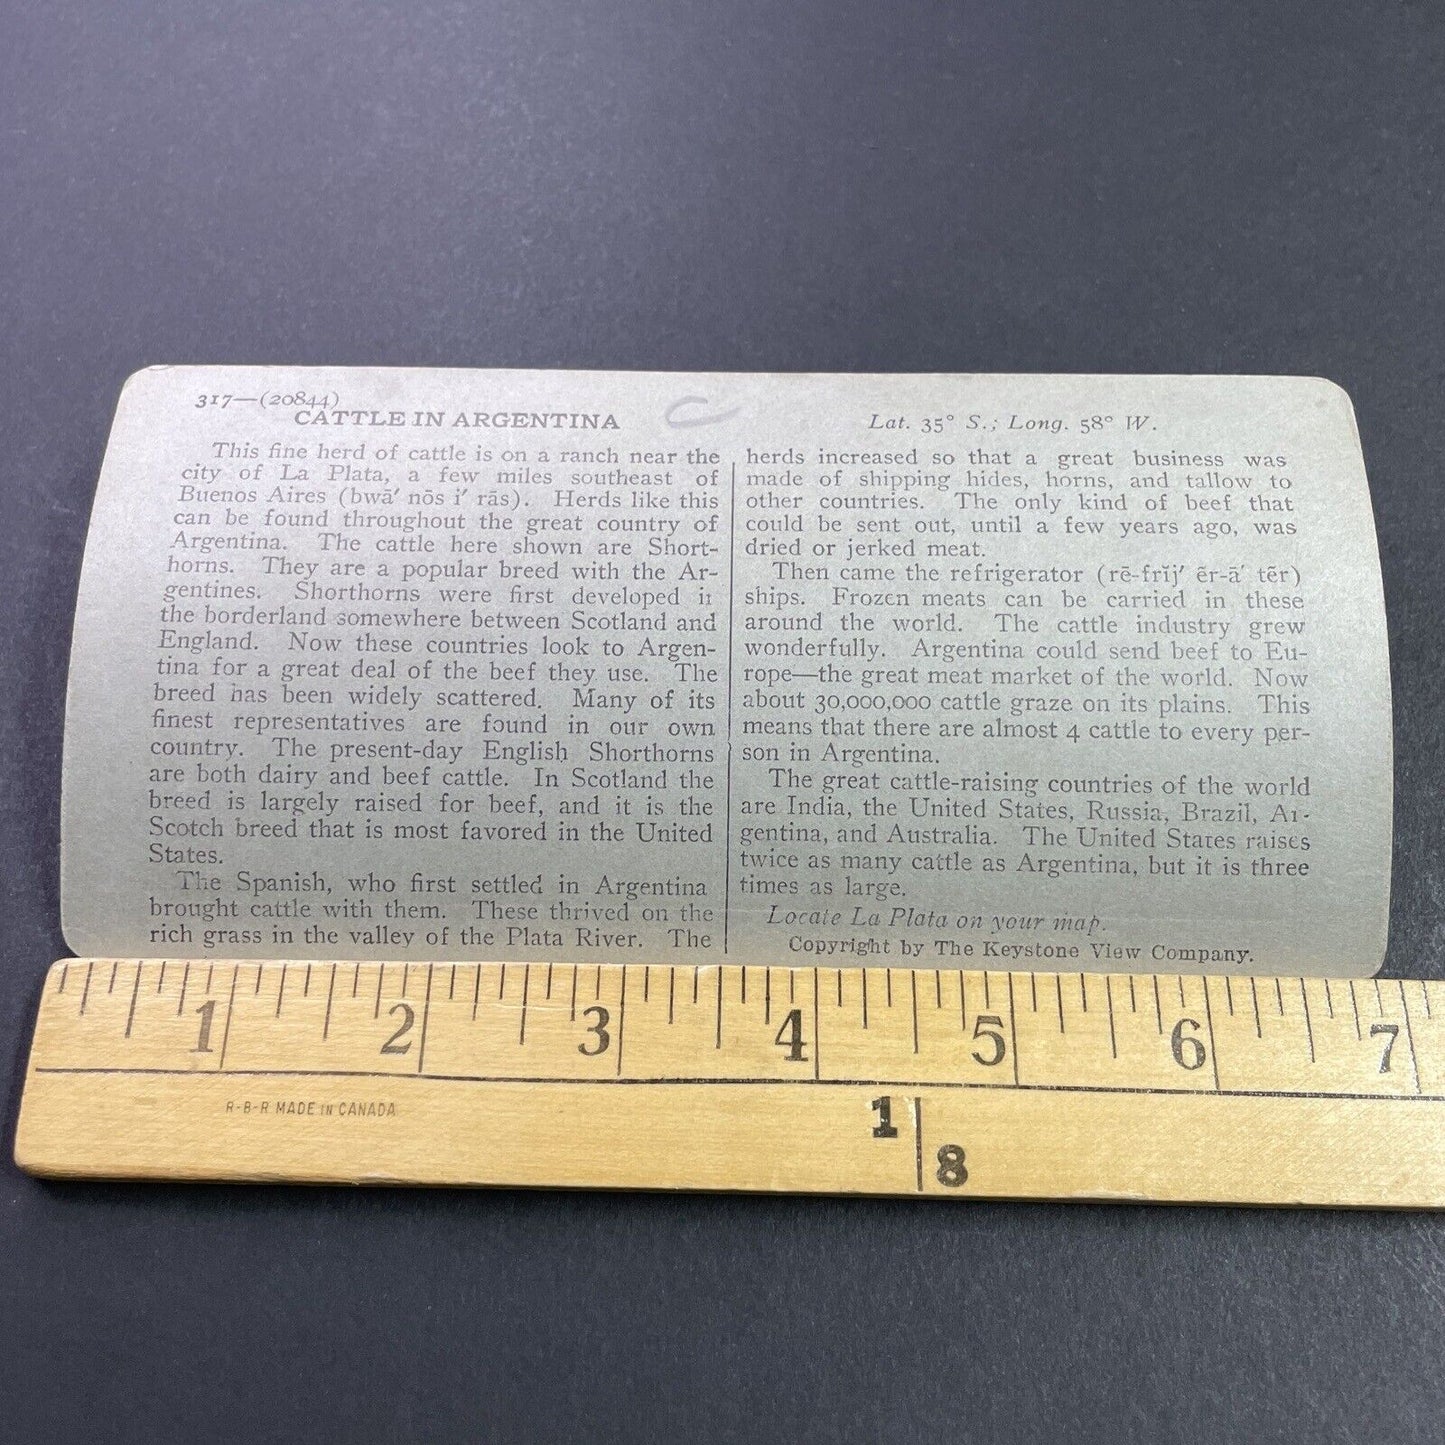 317—(20844)
CATTLE IN ARGENTINA
Lat. 35° S.; Long. 58° W.
This fine herd of cattle is on a ranch near the
city of La Plata, a few miles southeast of
Buenos Aires (bwā′ nōs i′ rās). Herds like this
can be found throughout the great country of
Argentina. The cattle here shown are Short-
horns. They are a popular breed with the Ar-
gentines. Shorthorns were first developed in
the borderland somewhere between Scotland and
England. Now these countries look to Argen-
tina for a great deal of the beef they use. The
breed has been widely scattered. Many of its
finest representatives are found in our own
country. The present-day English Shorthorns
are both dairy and beef cattle. In Scotland the
breed is largely raised for beef, and it is the
Scotch breed that is most favored in the United
States.
The Spanish, who first settled in Argentina
brought cattle with them. These thrived on the
rich grass in the valley of the Plata River. The
herds increased so that a great business was
made of shipping hides, horns, and tallow to
other countries. The only kind of beef that
could be sent out, until a few years ago, was
dried or jerked meat.
Then came the refrigerator (rē-frĭj′ ēr-ā′ tēr)
ships. Frozen meats can be carried in these
around the world. The cattle industry grew
wonderfully. Argentina could send beef to Eu-
rope—the great meat market of the world. Now
about 30,000,000 cattle graze on its plains. This
means that there are almost 4 cattle to every per-
son in Argentina.
The great cattle-raising countries of the world
are India, the United States, Russia, Brazil, Ar-
gentina, and Australia. The United States raises
twice as many cattle as Argentina, but it is three
times as large.
Locate La Plata on your map.
Copyright by The Keystone View Company.
1 2 3 4 5 6 7
R-B-R MADE IN CANADA
1
8